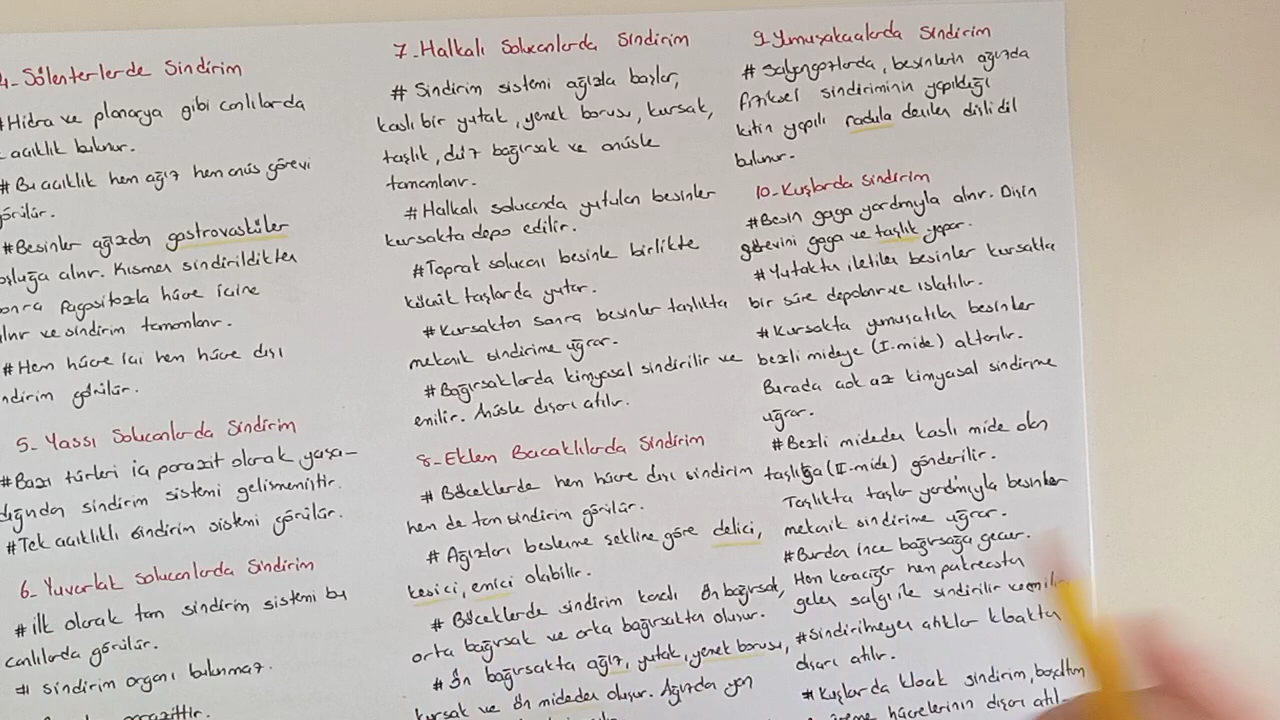 4- Sölenterlerde Sindirim
#Hidra ve planarya gibi canlılarda
açıklık bulunur.
# Bu açıklık hem ağız hem anüs görevi
görülür.
#Besinler ağızdan gastrovasküler
boşluğa alınır. Kısmen sindirildikten
sonra fagositozla hücre içine
alınır ve sindirim tamamlanır.
#Hem hücre içi hem hücre dışı
sindirim görülür.
5- Yassı Solucanlarda Sindirim
#Bazı türleri iç parazit olarak yaşa-
dığından sindirim sistemi gelişmemiştir.
#Tek açıklıklı sindirim sistemi görülür.
6- Yuvarlak solucanlarda Sindirim
#ilk olarak tam sindirim sistemi bu
canlılarda görülür.
# sindirim organı bulunmaz.
parazittir.
7-Halkalı Solucanlarda Sindirim
# Sindirim sistemi ağızla başlar,
kaslı bir yutak, yemek borusu, kursak,
taşlık, düz bağırsak ve anüsle
tamamlanır.
#Halkalı solucanda yutulan besinler
kursakta depo edilir.
#Toprak solucanı besinle birlikte
küçük taşlarda yutar.
#Kursaktan sonra besinler taşlıkta
mekanik sindirime uğrar.
#Bağırsaklarda kimyasal sindirilir ve
emilir. Anüsle dışarı atılır.
8-Eklem Bacaklılarda Sindirim
# Böceklerde hem hücre dışı sindirim
hem de tam sindirim görülür.
# Ağızları beslenme şekline göre delici,
kesici, emici olabilir.
# Böceklerde sindirim kanalı ön bağırsak,
orta bağırsak ve arka bağırsaktan oluşur.
#Ön bağırsakta ağız, yutak, yemek borusu,
kursak ve ön mideden oluşur. Ağızda yan
9-Yumuşakçalarda Sindirim
# Salyangozlarda, besinlerin ağızda
fiziksel sindiriminin yapıldığı
kitin yapılı radula denilen dişli dil
bulunur.
10-Kuşlarda Sindirim
#Besin gaga yardımıyla alınır. Dişin
görevini gaga ve taşlık yapar.
#Yutaktan iletilen besinler kursakta
bir süre depolanır ve ıslatılır.
#Kursakta yumuşatılan besinler
bezli mideye (I-mide) aktarılır.
Burada çok az kimyasal sindirime
uğrar.
#Bezli mideden kaslı mide olan
taşlığa (II-mide) gönderilir.
Taşlıkta taşlar yardımıyla besinler
mekanik sindirime uğrar.
#Burdan ince bağırsağa geçer.
Hem karaciğer hem pankreastan
gelen salgı ile sindirilir ve emilir
#Sindirilmeyen atıklar kloaktan
dışarı atılır.
#Kuşlarda kloak sindirim, boşaltım
üreme hücrelerinin dışarı atıl-